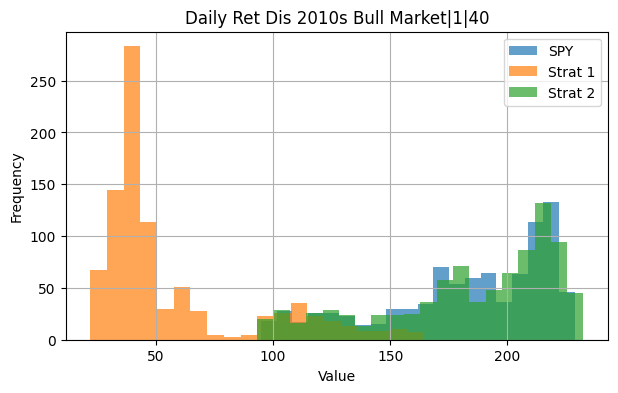 Daily Ret Dis 2010s Bull Market|1|40
SPY
Strat 1
Strat 2
Frequency
250
200
150
100
50
0
50
100
150
200
Value